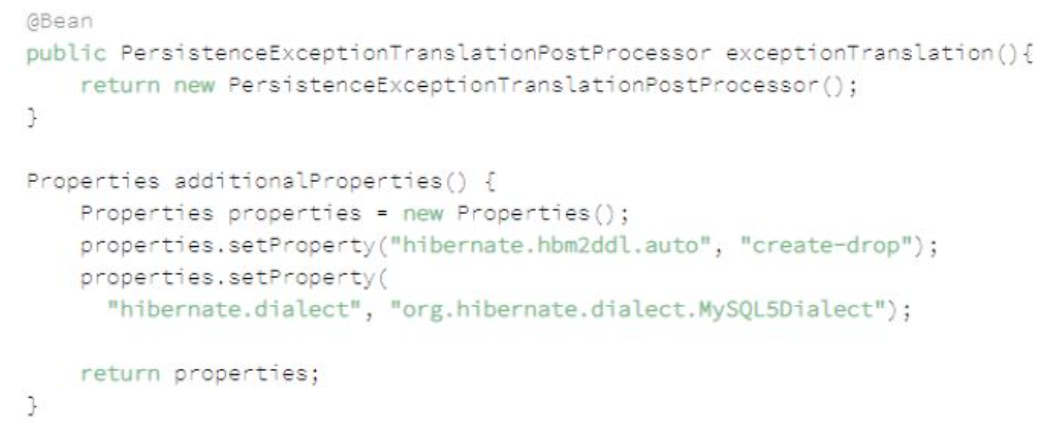 @Bean
public PersistenceExceptionTranslationPostProcessor exceptionTranslation(){
    return new PersistenceExceptionTranslationPostProcessor();
}

Properties additionalProperties() {
    Properties properties = new Properties();
    properties.setProperty("hibernate.hbm2ddl.auto", "create-drop");
    properties.setProperty(
      "hibernate.dialect", "org.hibernate.dialect.MySQL5Dialect");

    return properties;
}